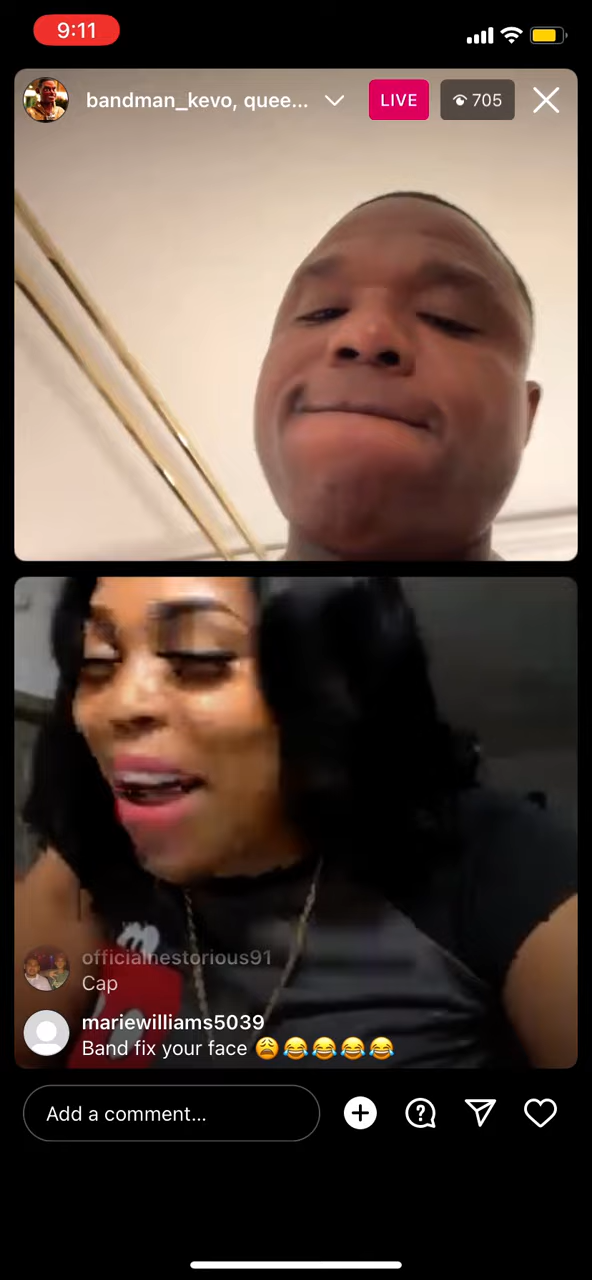 9:11
bandman_kevo, quee...
LIVE
705
officialnestorious91
Cap
mariewilliams5039
Band fix your face 😩😂😂😂😂
Add a comment...